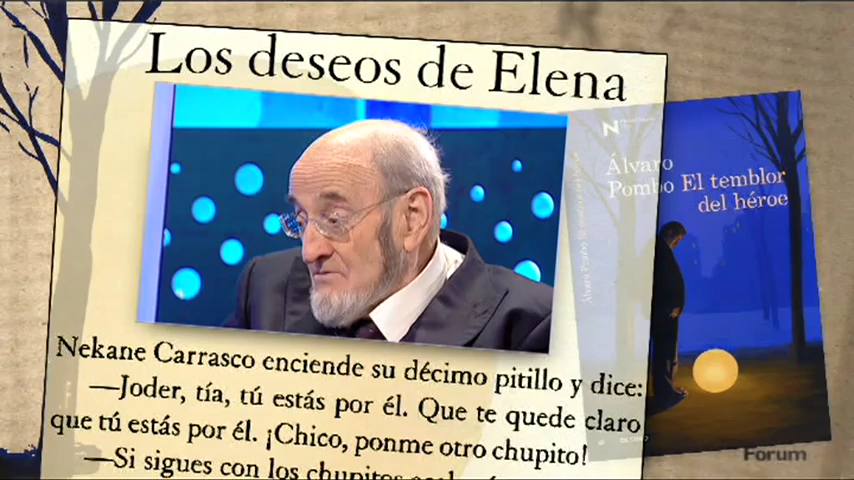 Los deseos de Elena
Álvaro
Pombo El temblor
del héroe
Nekane Carrasco enciende su décimo pitillo y dice:
—Joder, tía, tú estás por él. Que te quede claro
que tú estás por él. ¡Chico, ponme otro chupito!
—Si sigues con los chupitos
Forum